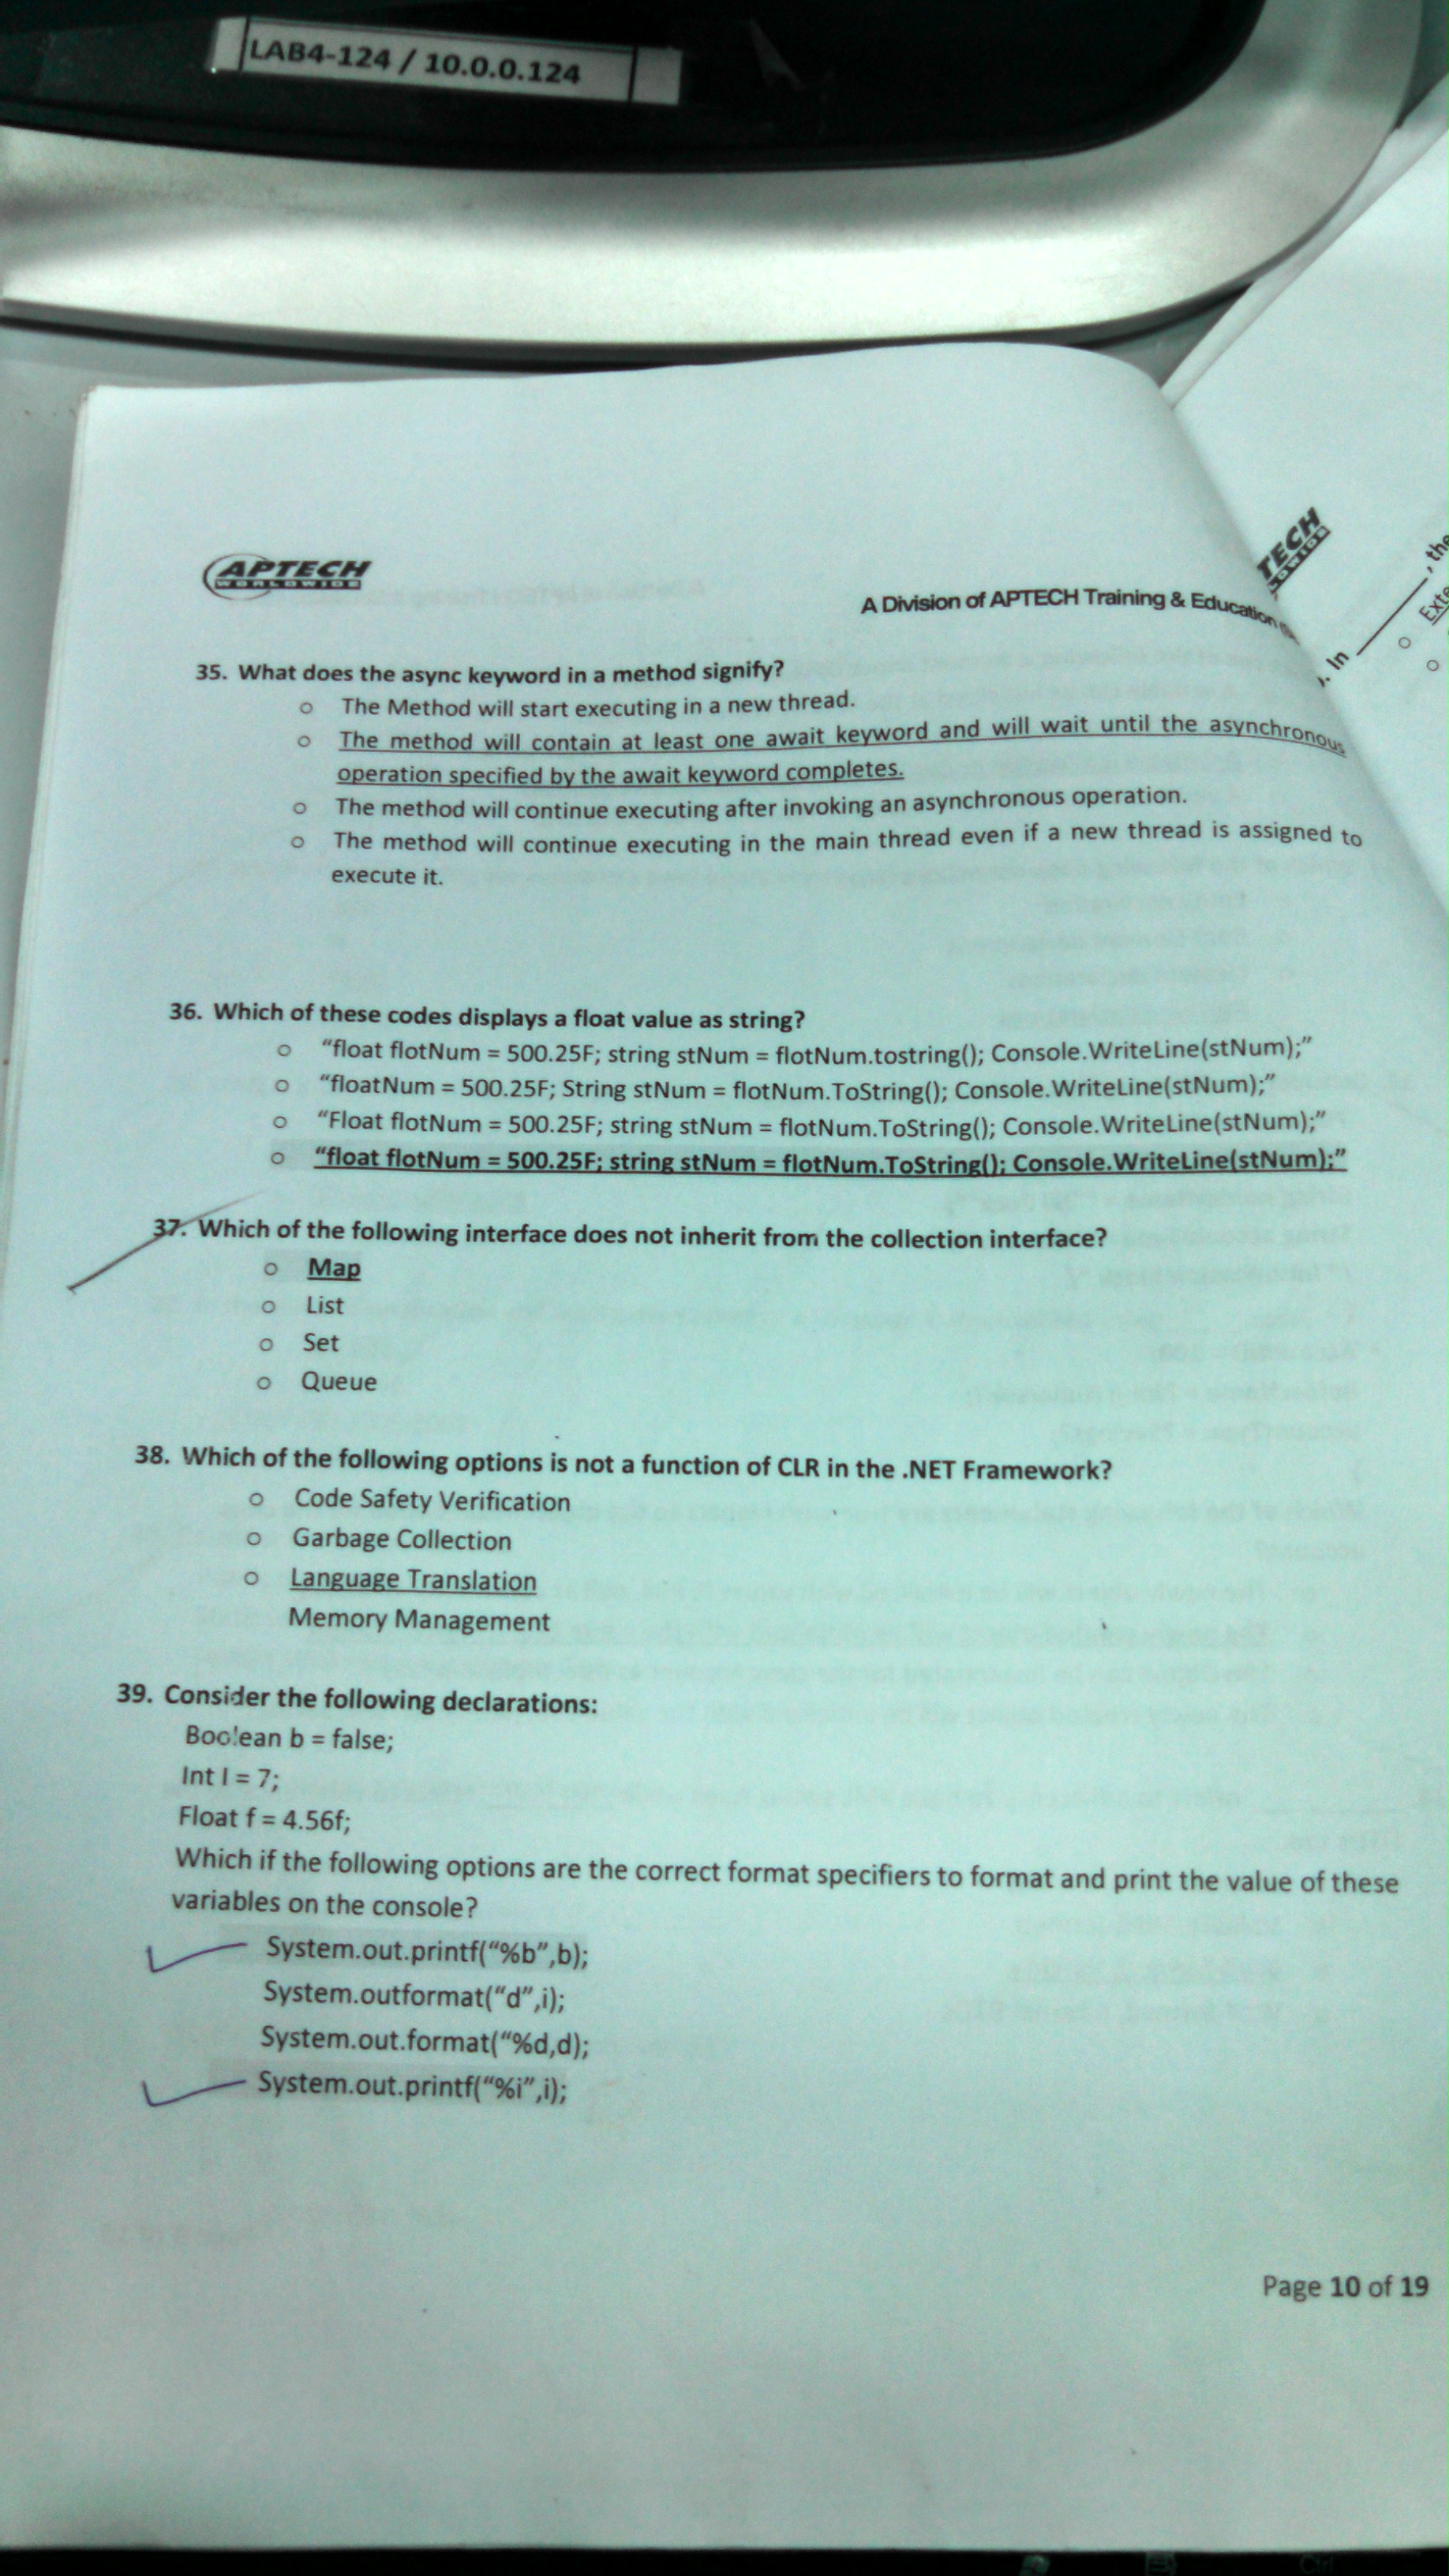 LAB4-124 / 10.0.0.124
APTECH
WORLDWIDE
A Division of APTECH Training & Education
TECH
, the
). In
Exte
35. What does the async keyword in a method signify?
The Method will start executing in a new thread.
The method will contain at least one await keyword and will wait until the asynchronous
operation specified by the await keyword completes.
The method will continue executing after invoking an asynchronous operation.
The method will continue executing in the main thread even if a new thread is assigned to
execute it.
36. Which of these codes displays a float value as string?
“float flotNum = 500.25F; string stNum = flotNum.tostring(); Console.WriteLine(stNum);”
“floatNum = 500.25F; String stNum = flotNum.ToString(); Console.WriteLine(stNum);”
“Float flotNum = 500.25F; string stNum = flotNum.ToString(); Console.WriteLine(stNum);”
“float flotNum = 500.25F; string stNum = flotNum.ToString(); Console.WriteLine(stNum);”
37. Which of the following interface does not inherit from the collection interface?
Map
List
Set
Queue
38. Which of the following options is not a function of CLR in the .NET Framework?
Code Safety Verification
Garbage Collection
Language Translation
Memory Management
39. Consider the following declarations:
Boolean b = false;
Int I = 7;
Float f = 4.56f;
Which if the following options are the correct format specifiers to format and print the value of these
variables on the console?
System.out.printf(“%b”,b);
System.outformat(“d”,i);
System.out.format(“%d,d);
System.out.printf(“%i”,i);
Page 10 of 19
Ctrl